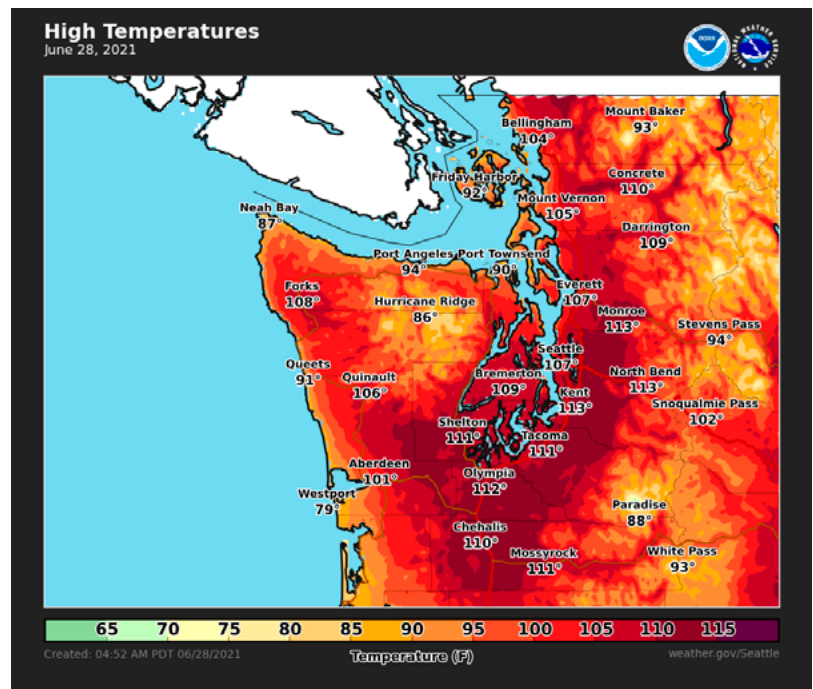 High Temperatures
June 28, 2021
NOAA
NATIONAL WEATHER SERVICE
Mount Baker
93°
Bellingham
104°
Concrete
110°
Friday Harbor
92°
Mount Vernon
105°
Neah Bay
87°
Darrington
109°
Port Angeles
94°
Port Townsend
90°
Forks
108°
Everett
107°
Hurricane Ridge
86°
Monroe
113°
Stevens Pass
94°
Seattle
107°
Queets
91°
Quinault
106°
Bremerton
109°
North Bend
113°
Kent
113°
Snoqualmie Pass
102°
Shelton
111°
Tacoma
111°
Aberdeen
101°
Olympia
112°
Westport
79°
Paradise
88°
Chehalis
110°
Mossyrock
111°
White Pass
93°
65 70 75 80 85 90 95 100 105 110 115
Created: 04:52 AM PDT 06/28/2021
Temperature (F)
weather.gov/Seattle